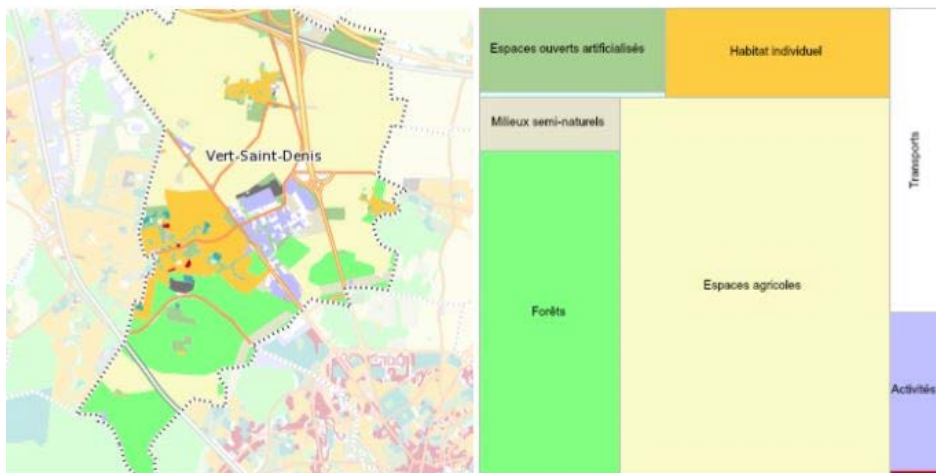 Vert-Saint-Denis
Espaces ouverts artificialisés
Habitat individuel
Milieux semi-naturels
Transports
Forêts
Espaces agricoles
Activités